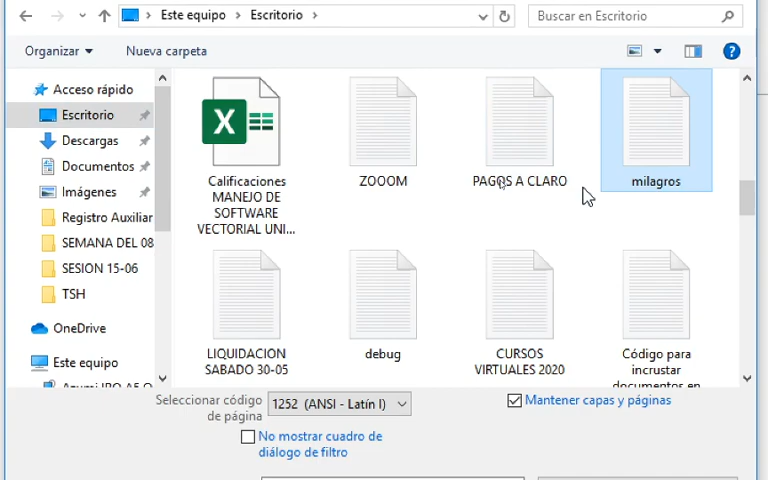 Este equipo
Escritorio
Buscar en Escritorio
Organizar
Nueva carpeta
Acceso rápido
Escritorio
Descargas
Documentos
Imágenes
Registro Auxiliar
SEMANA DEL 08
SESION 15-06
TSH
OneDrive
Este equipo
Calificaciones
MANEJO DE
SOFTWARE
VECTORIAL UNI...
ZOOOM
PAGOS A CLARO
milagros
LIQUIDACION
SABADO 30-05
debug
CURSOS
VIRTUALES 2020
Código para
incrustar
documentos en
Seleccionar código
de página
1252 (ANSI - Latín I)
Mantener capas y páginas
No mostrar cuadro de
diálogo de filtro